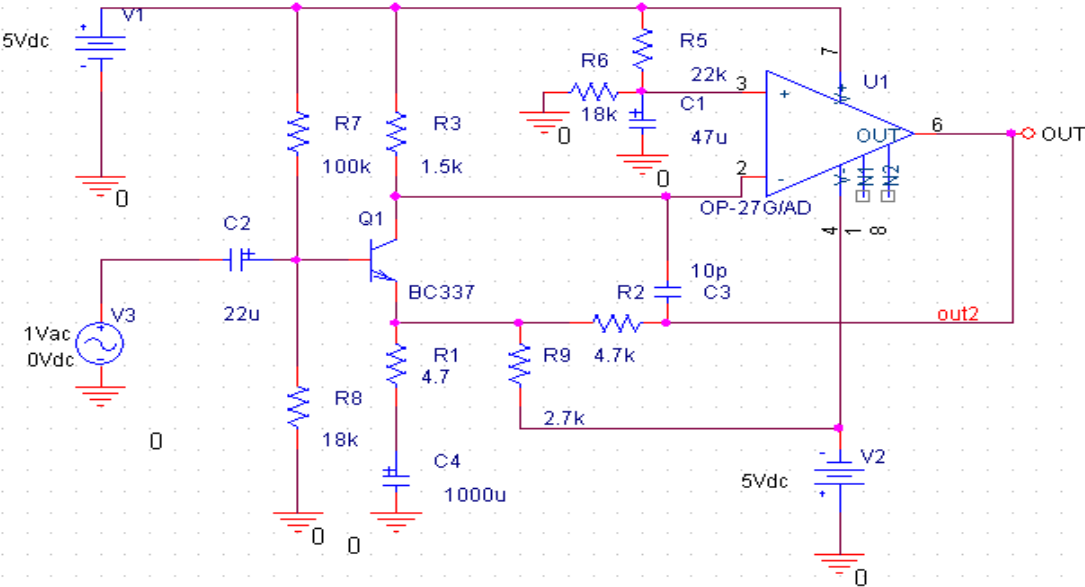 V1
5Vdc
0
R7
100k
R3
1.5k
R6
18k
0
R5
22k
C1
47u
0
3
2
7
U1
+
-
V+
OUT
V-
N1
N2
6
OUT
4
1
8
OP-27G/AD
C2
22u
Q1
BC337
V3
1Vac
0Vdc
0
R8
18k
0
R1
4.7
C4
1000u
0
R9
2.7k
R2
4.7k
10p
C3
out2
V2
5Vdc
0